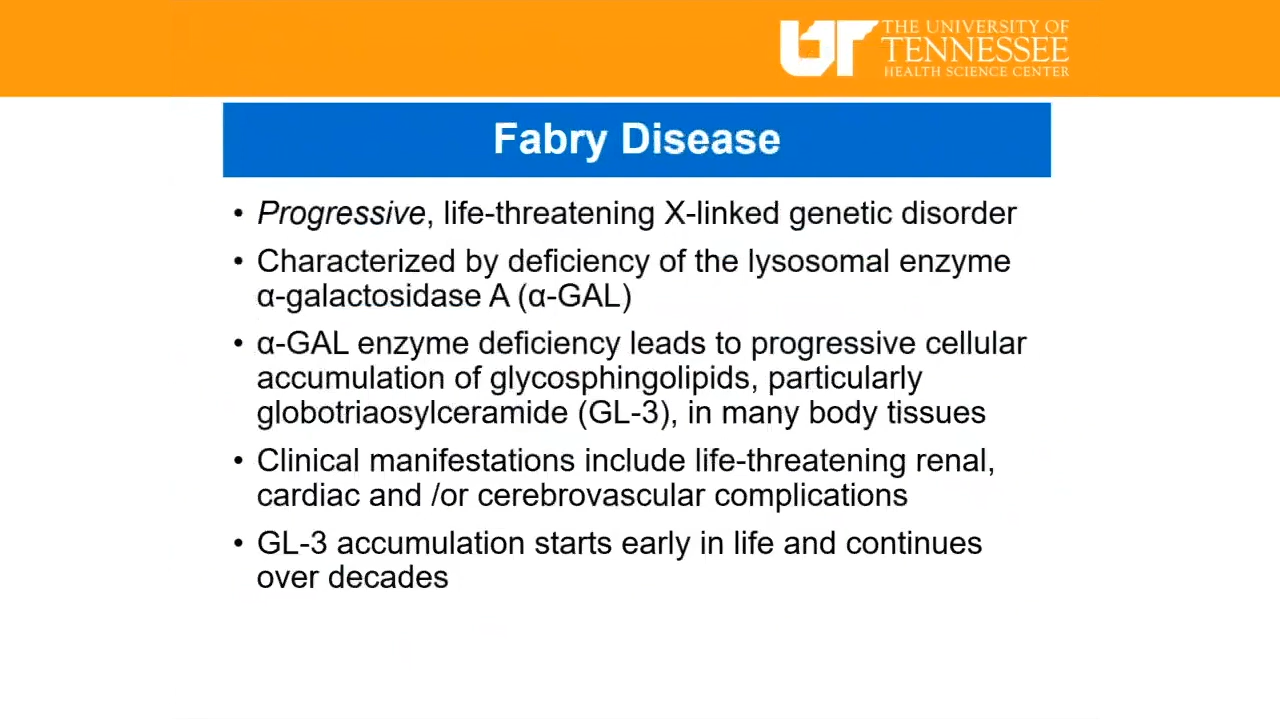 UT THE UNIVERSITY OF
TENNESSEE
HEALTH SCIENCE CENTER
Fabry Disease
• Progressive, life-threatening X-linked genetic disorder
• Characterized by deficiency of the lysosomal enzyme
α-galactosidase A (α-GAL)
• α-GAL enzyme deficiency leads to progressive cellular
accumulation of glycosphingolipids, particularly
globotriaosylceramide (GL-3), in many body tissues
• Clinical manifestations include life-threatening renal,
cardiac and /or cerebrovascular complications
• GL-3 accumulation starts early in life and continues
over decades